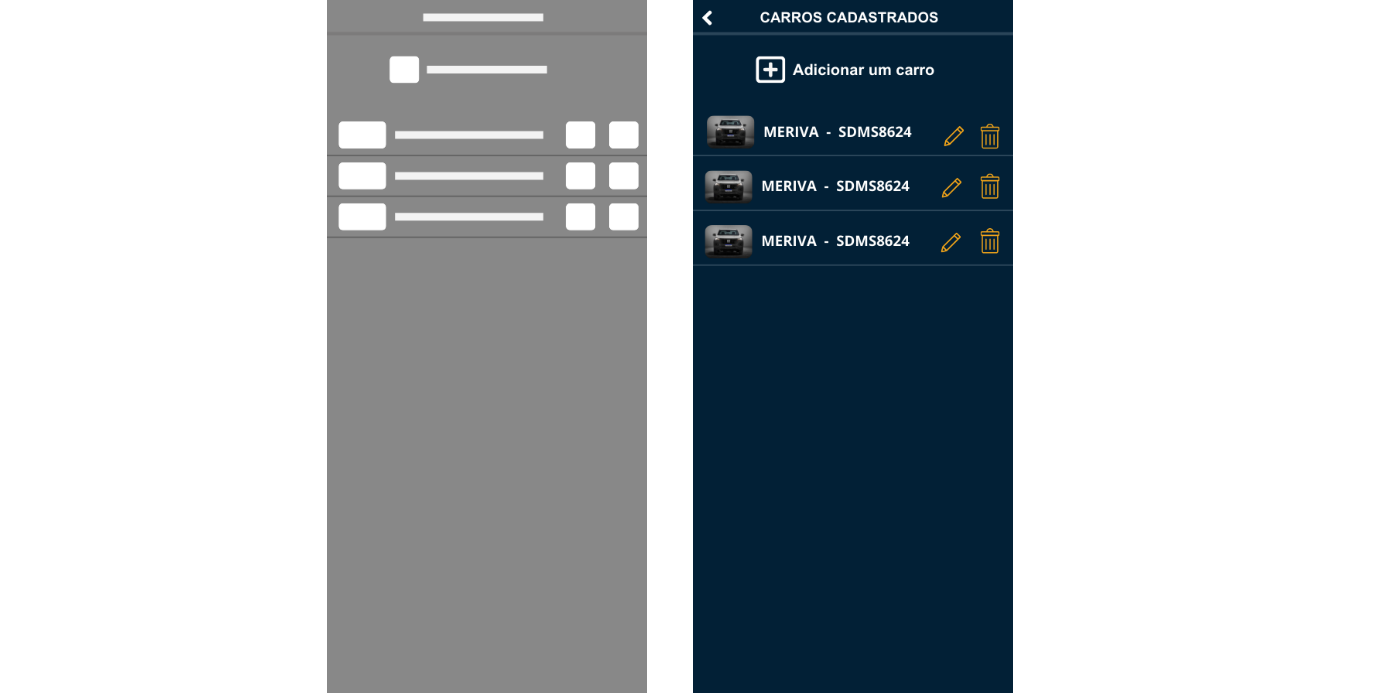 CARROS CADASTRADOS
Adicionar um carro
MERIVA - SDMS8624
MERIVA - SDMS8624
MERIVA - SDMS8624